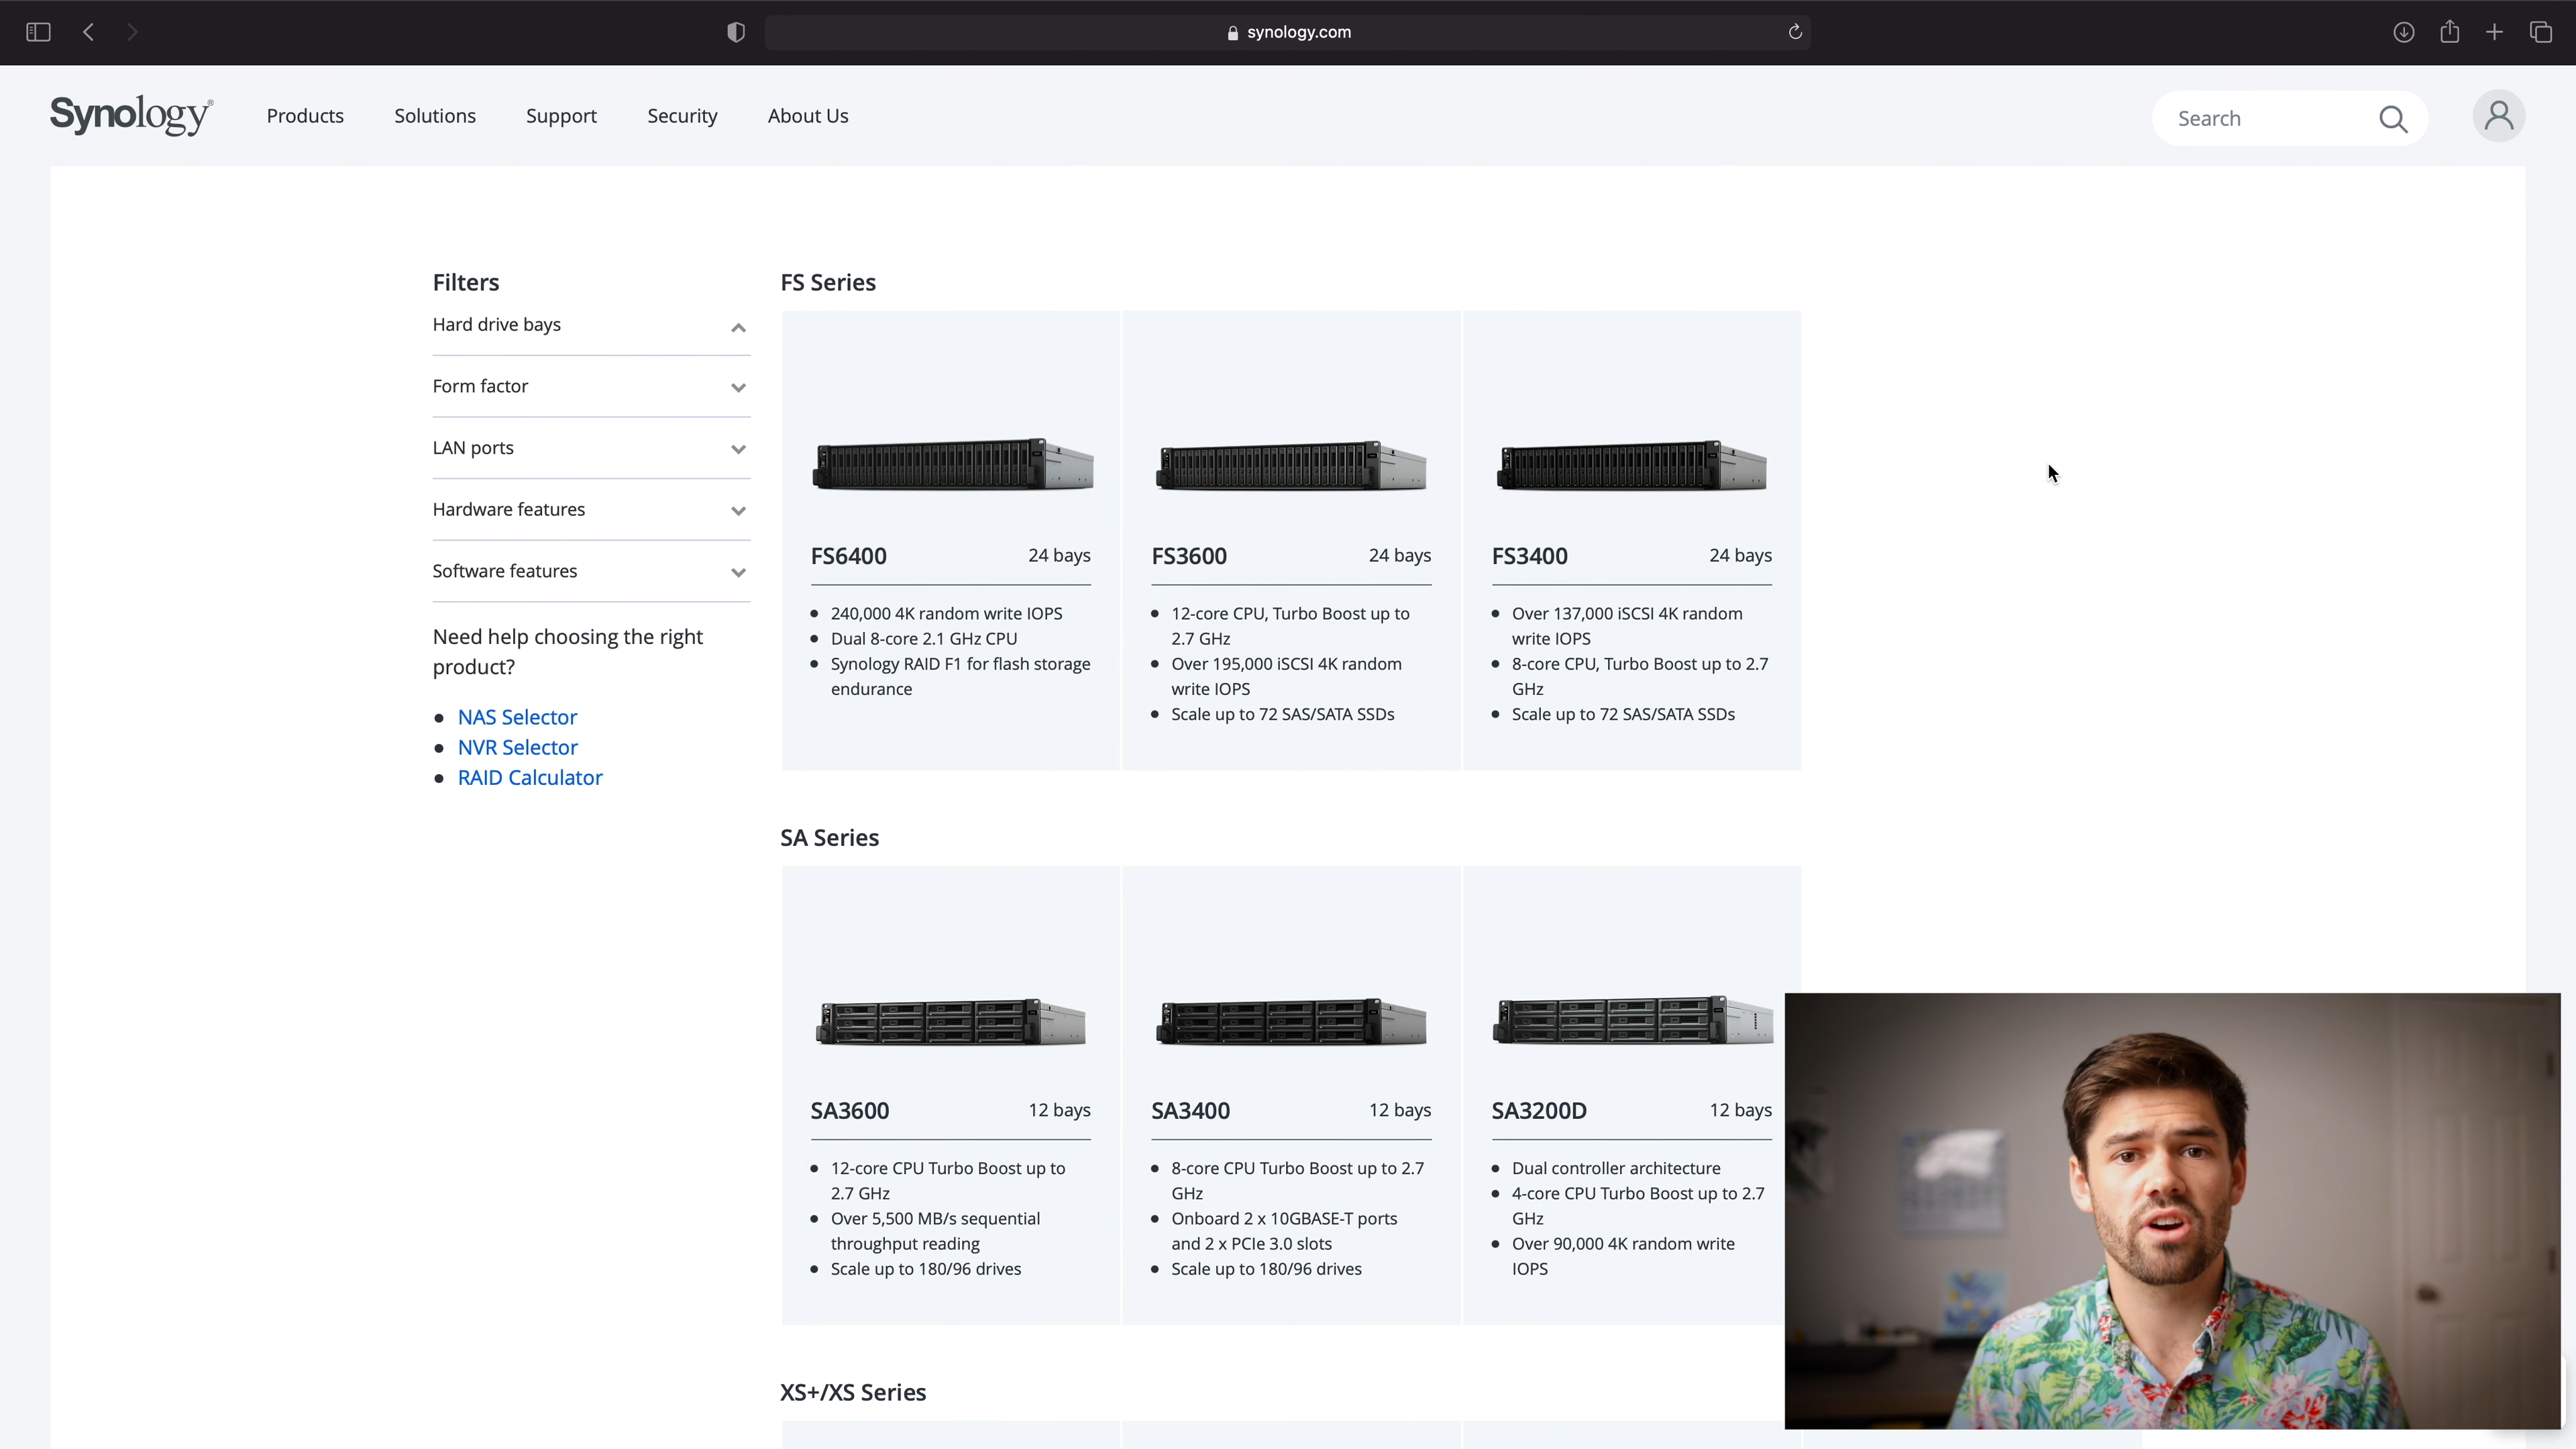 synology.com
Synology®
Products
Solutions
Support
Security
About Us
Search
Filters
Hard drive bays
Form factor
LAN ports
Hardware features
Software features
Need help choosing the right
product?
NAS Selector
NVR Selector
RAID Calculator
FS Series
FS6400
24 bays
240,000 4K random write IOPS
Dual 8-core 2.1 GHz CPU
Synology RAID F1 for flash storage
endurance
FS3600
24 bays
12-core CPU, Turbo Boost up to
2.7 GHz
Over 195,000 iSCSI 4K random
write IOPS
Scale up to 72 SAS/SATA SSDs
FS3400
24 bays
Over 137,000 iSCSI 4K random
write IOPS
8-core CPU, Turbo Boost up to 2.7
GHz
Scale up to 72 SAS/SATA SSDs
SA Series
SA3600
12 bays
12-core CPU Turbo Boost up to
2.7 GHz
Over 5,500 MB/s sequential
throughput reading
Scale up to 180/96 drives
SA3400
12 bays
8-core CPU Turbo Boost up to 2.7
GHz
Onboard 2 x 10GBASE-T ports
and 2 x PCIe 3.0 slots
Scale up to 180/96 drives
SA3200D
12 bays
Dual controller architecture
4-core CPU Turbo Boost up to 2.7
GHz
Over 90,000 4K random write
IOPS
XS+/XS Series